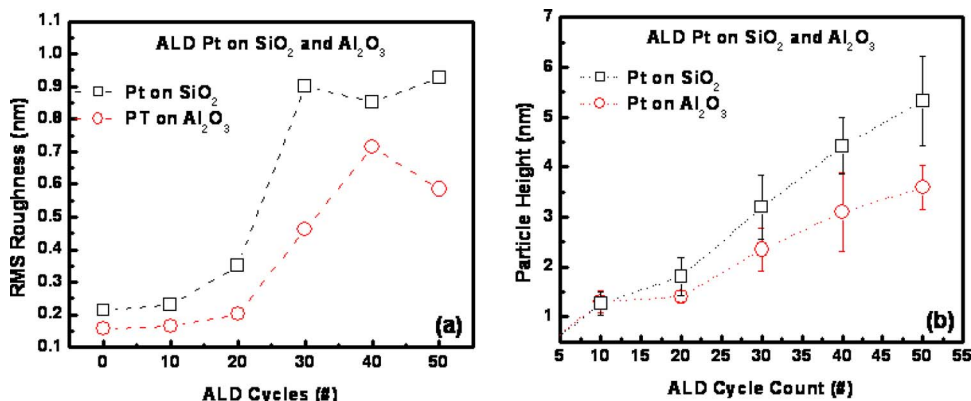 ALD Pt on SiO₂ and Al₂O₃
Pt on SiO₂
PT on Al₂O₃
RMS Roughness (nm)
1.1
1.0
0.9
0.8
0.7
0.6
0.5
0.4
0.3
0.2
0.1
(a)
0 10 20 30 40 50
ALD Cycles (#)
ALD Pt on SiO₂ and Al₂O₃
Pt on SiO₂
Pt on Al₂O₃
Particle Height (nm)
7
6
5
4
3
2
1
(b)
5 10 15 20 25 30 35 40 45 50 55
ALD Cycle Count (#)